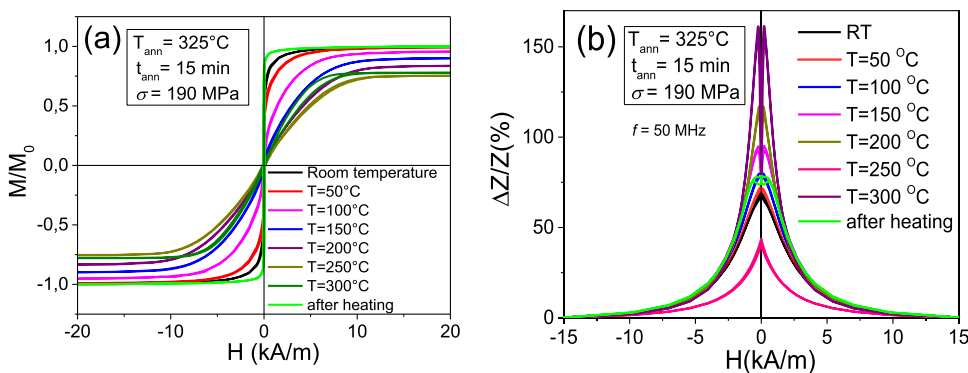 (a)
T_ann = 325°C
t_ann = 15 min
σ = 190 MPa
M/M_0
1,0
0,5
0,0
-0,5
-1,0
Room temperature
T=50°C
T=100°C
T=150°C
T=200°C
T=250°C
T=300°C
after heating
-20
-10
0
10
20
H (kA/m)
(b)
T_ann = 325°C
t_ann = 15 min
σ = 190 MPa
f = 50 MHz
ΔZ/Z(%)
150
100
50
0
RT
T=50 °C
T=100 °C
T=150 °C
T=200 °C
T=250 °C
T=300 °C
after heating
-15
-10
-5
0
5
10
15
H(kA/m)